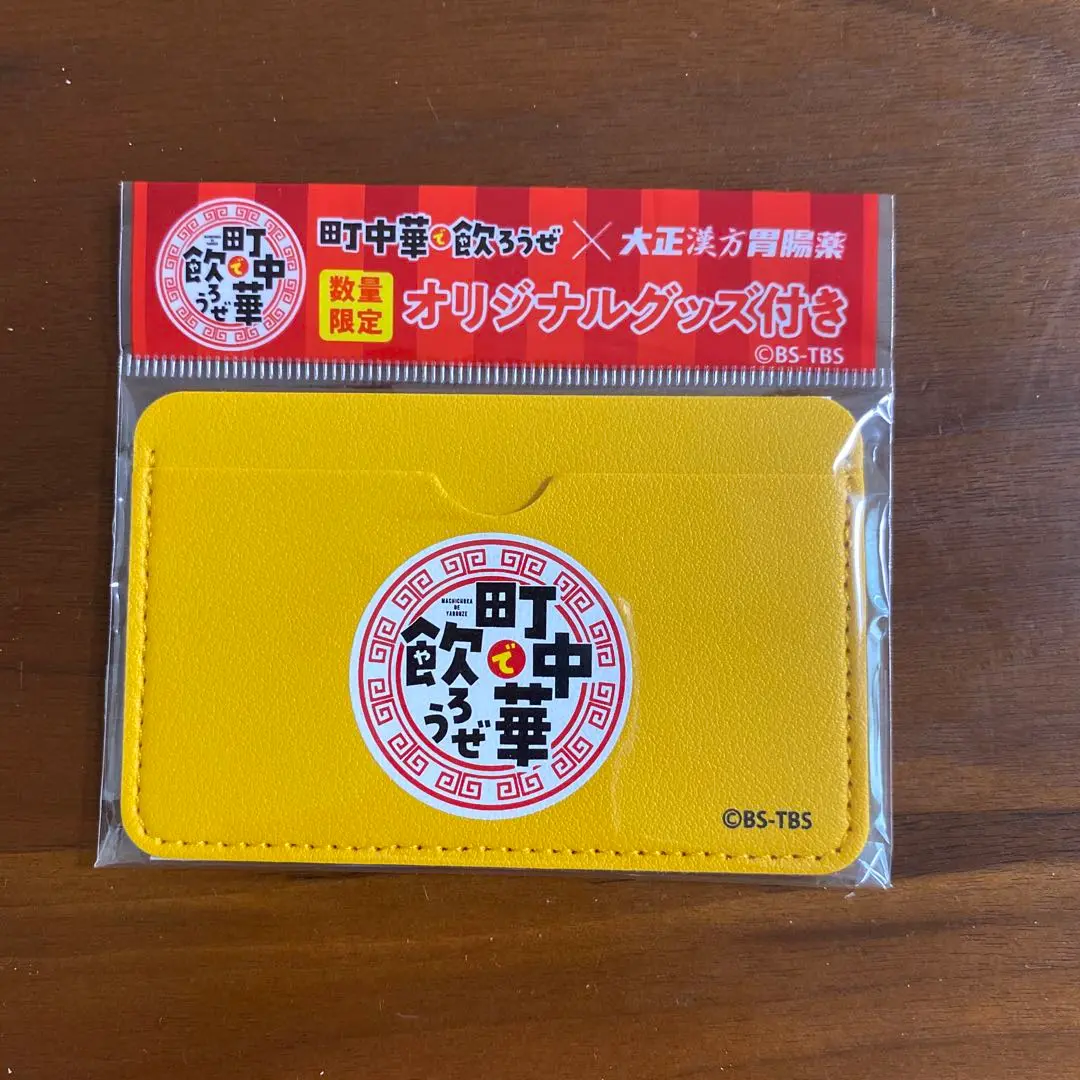 町中華で飲ろうぜ
町中華で飲ろうぜ×大正漢方胃腸薬
数量
限定
オリジナルグッズ付き
©BS-TBS
MACHICHUKA
DE
YAROUZE
町中華で飲ろうぜ
や
©BS-TBS